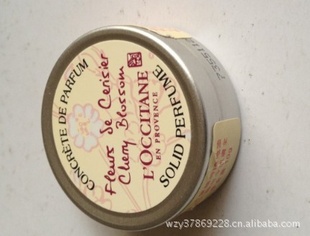 CONCRÈTE DE PARFUM
Fleurs de Cerisier
Cherry Blossom
L'OCCITANE
EN PROVENCE
SOLID PERFUME
wzy37869228.cn.alibaba.com